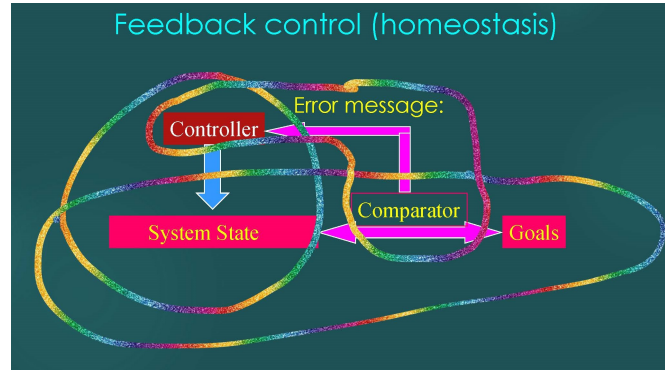 Feedback control (homeostasis)
Error message:
Controller
Comparator
System State
Goals